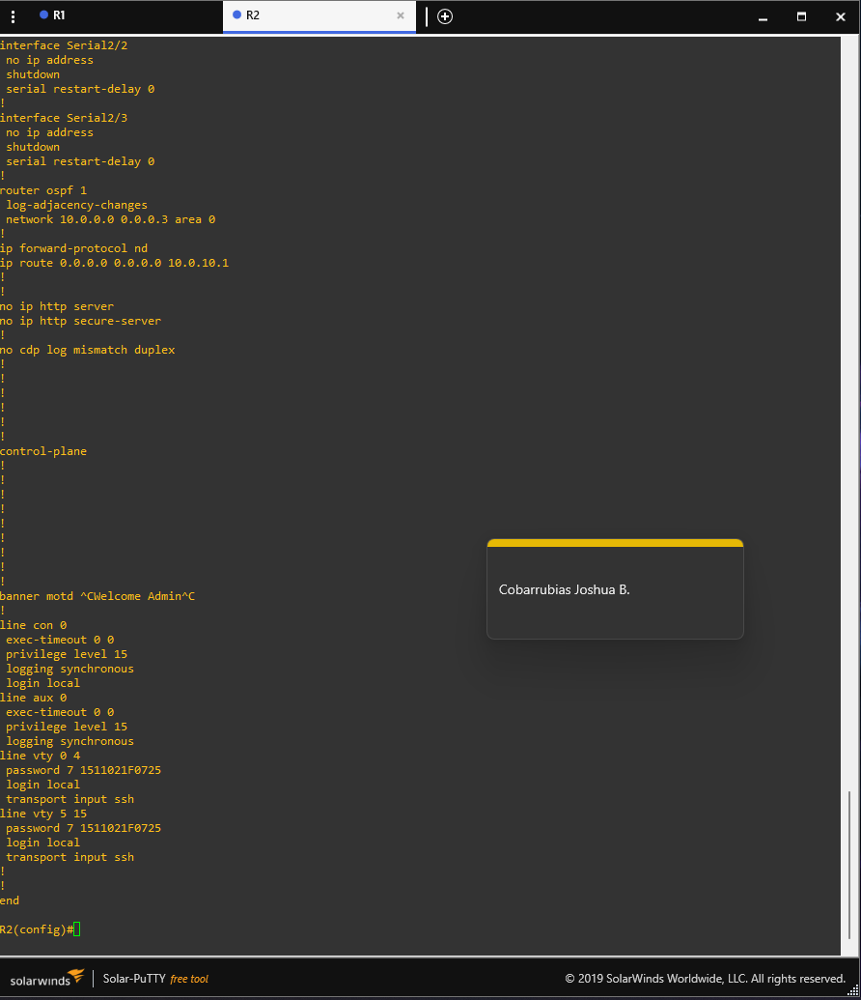 R1
R2
interface Serial2/2
 no ip address
 shutdown
 serial restart-delay 0
!
interface Serial2/3
 no ip address
 shutdown
 serial restart-delay 0
!
router ospf 1
 log-adjacency-changes
 network 10.0.0.0 0.0.0.3 area 0
!
ip forward-protocol nd
ip route 0.0.0.0 0.0.0.0 10.0.10.1
!
!
no ip http server
no ip http secure-server
!
no cdp log mismatch duplex
!
!
!
!
!
!
control-plane
!
!
!
!
!
!
!
!
!
banner motd ^CWelcome Admin^C
!
line con 0
 exec-timeout 0 0
 privilege level 15
 logging synchronous
 login local
line aux 0
 exec-timeout 0 0
 privilege level 15
 logging synchronous
line vty 0 4
 password 7 1511021F0725
 login local
 transport input ssh
line vty 5 15
 password 7 1511021F0725
 login local
 transport input ssh
!
!
end
R2(config)#
Cobarrubias Joshua B.
solarwinds
Solar-PuTTY free tool
© 2019 SolarWinds Worldwide, LLC. All rights reserved.